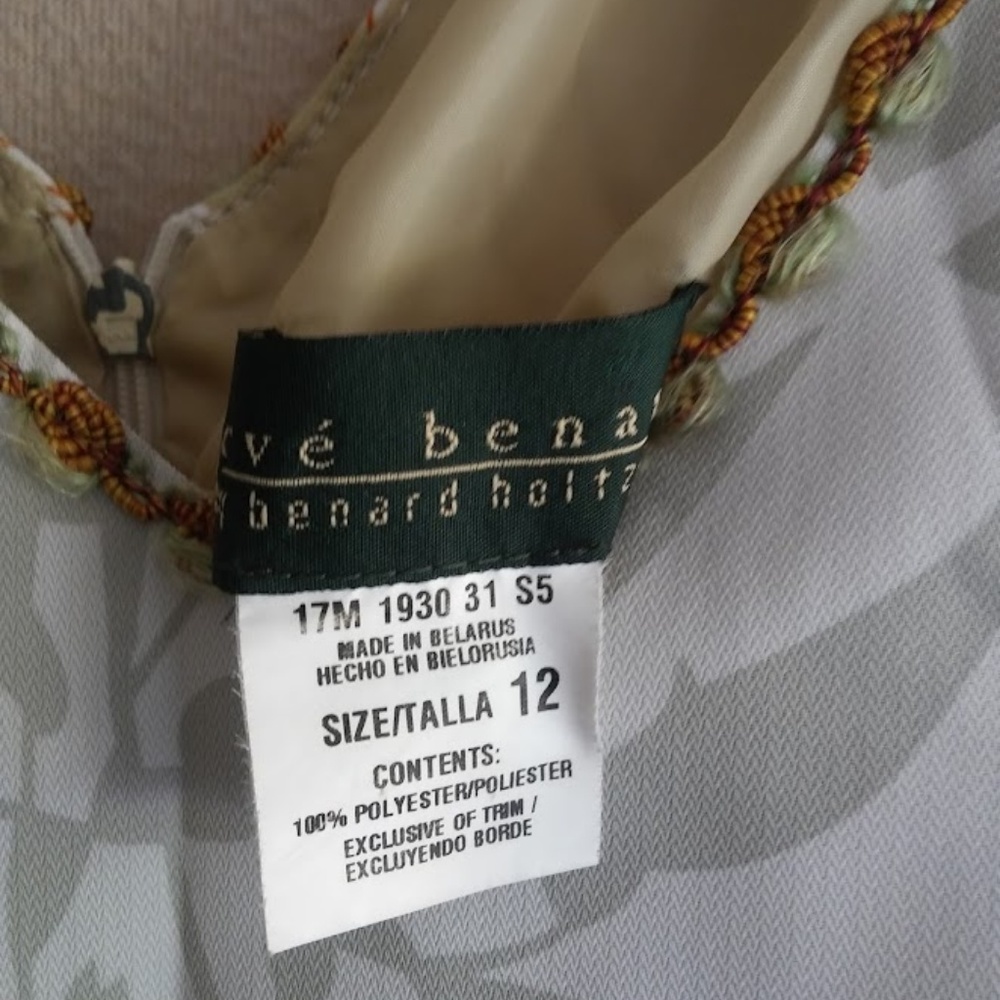 rvé benar
y benard holtz
17M 1930 31 S5
MADE IN BELARUS
HECHO EN BIELORUSIA
SIZE/TALLA 12
CONTENTS:
100% POLYESTER/POLIESTER
EXCLUSIVE OF TRIM /
EXCLUYENDO BORDE